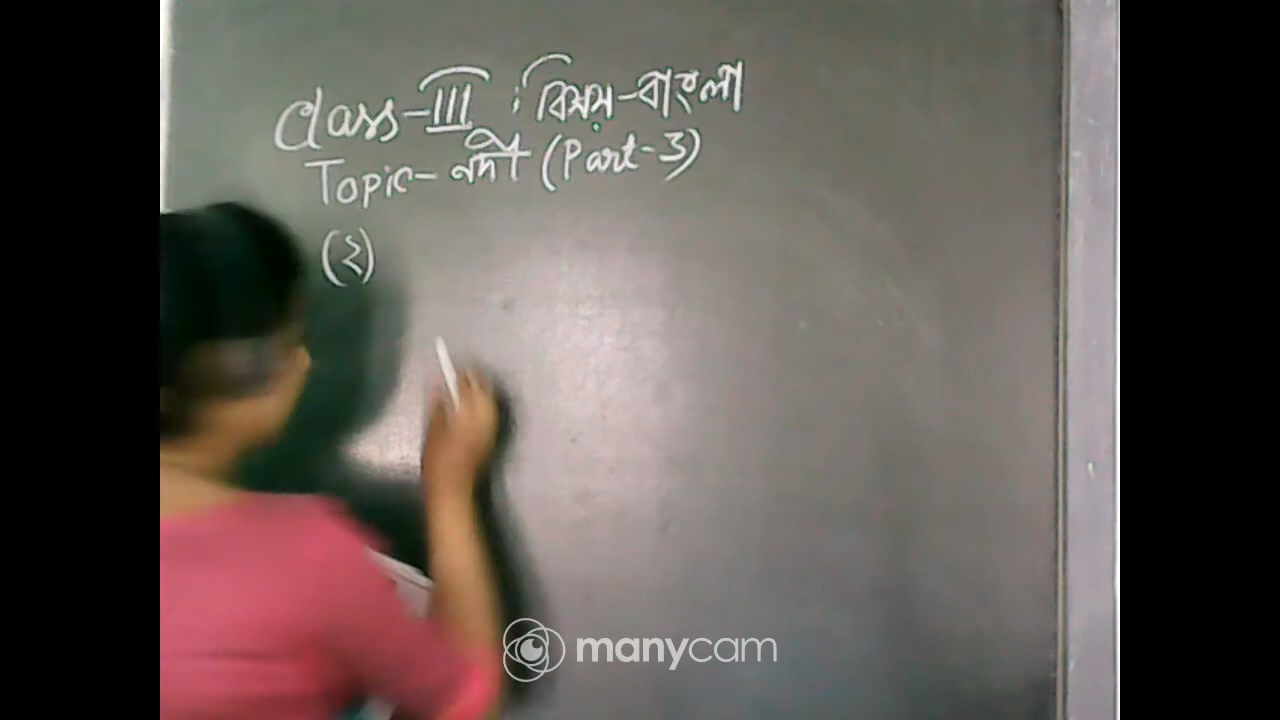 Class-III ; বিষয়-বাংলা
Topic- নদী (Part-3)
(২)
manycam